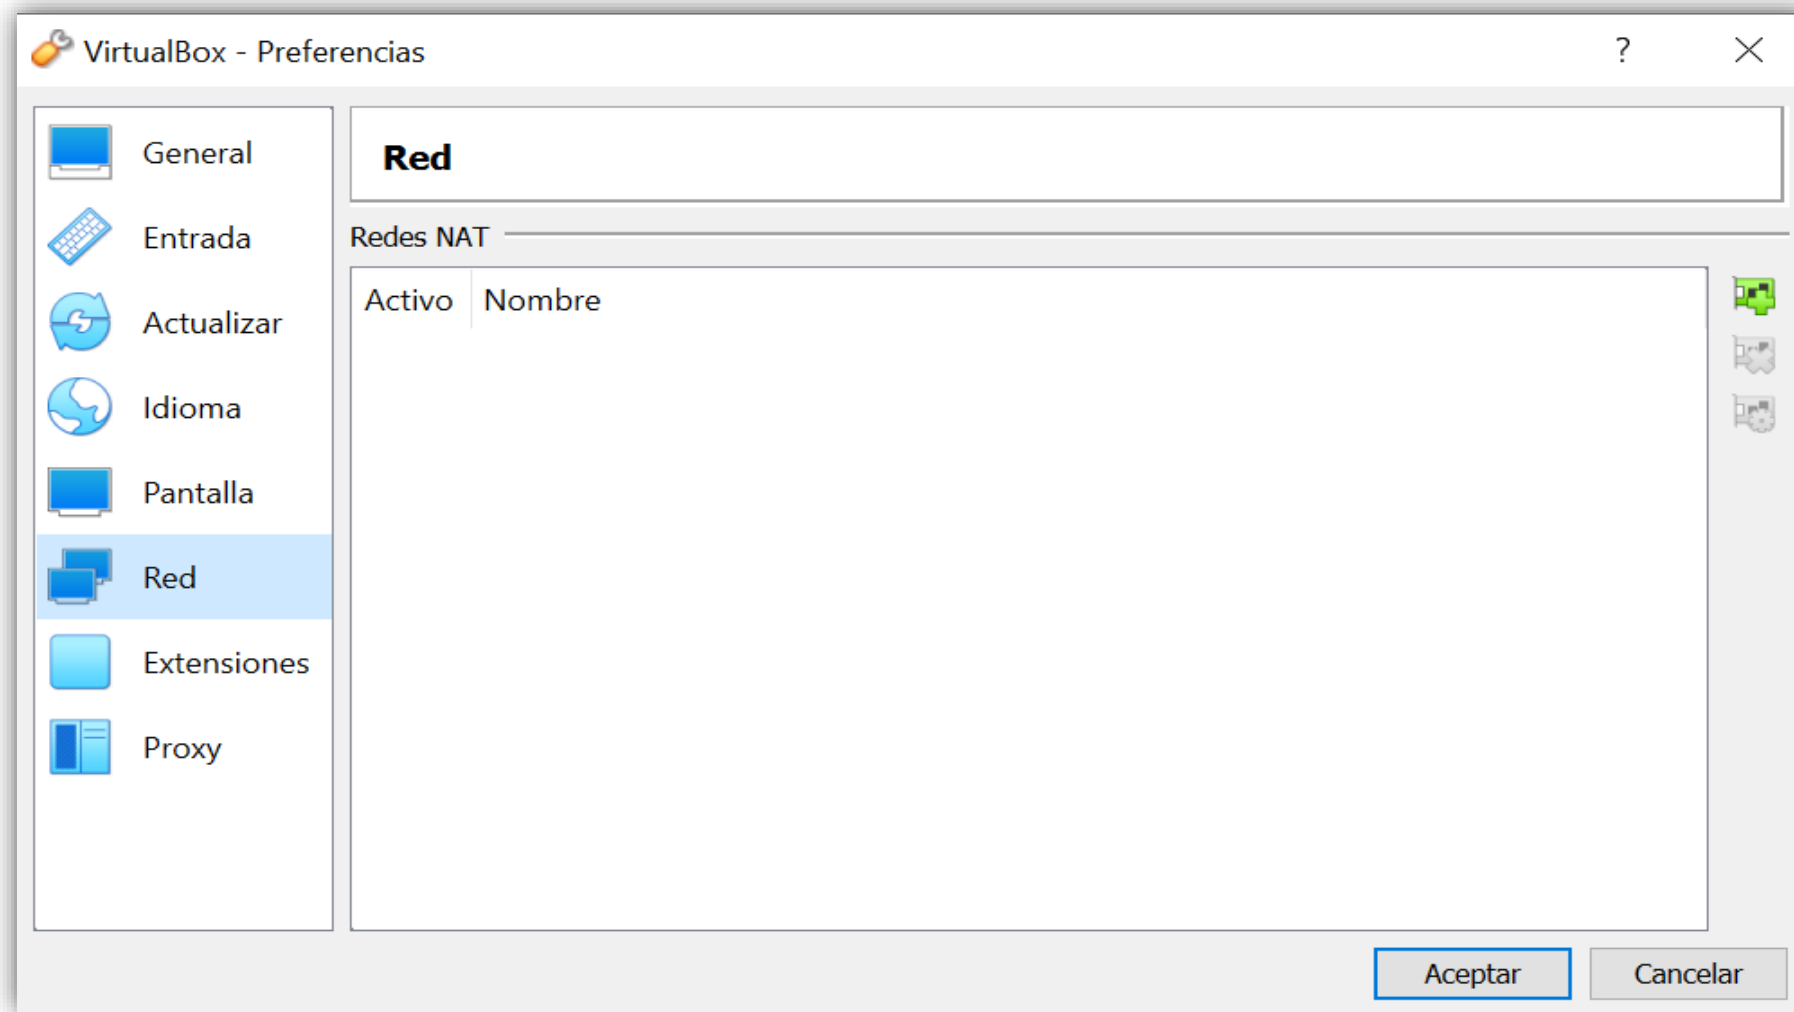 VirtualBox - Preferencias
?
General
Entrada
Actualizar
Idioma
Pantalla
Red
Extensiones
Proxy
Red
Redes NAT
Activo Nombre
Aceptar Cancelar